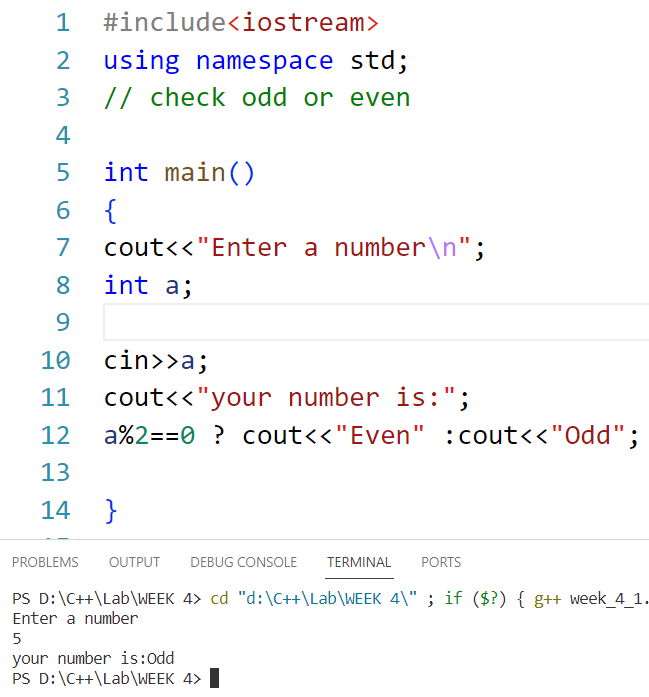 1 #include<iostream>
2 using namespace std;
3 // check odd or even
4
5 int main()
6 {
7 cout<<"Enter a number\n";
8 int a;
9
10 cin>>a;
11 cout<<"your number is:";
12 a%2==0 ? cout<<"Even" :cout<<"Odd";
13
14 }
PROBLEMS OUTPUT DEBUG CONSOLE TERMINAL PORTS
PS D:\C++\Lab\WEEK 4> cd "d:\C++\Lab\WEEK 4\" ; if ($?) { g++ week_4_1.
Enter a number
5
your number is:Odd
PS D:\C++\Lab\WEEK 4>